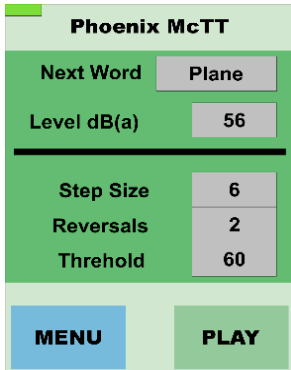 Phoenix McTT
Next Word Plane
Level dB(a) 56
Step Size 6
Reversals 2
Threhold 60
MENU PLAY